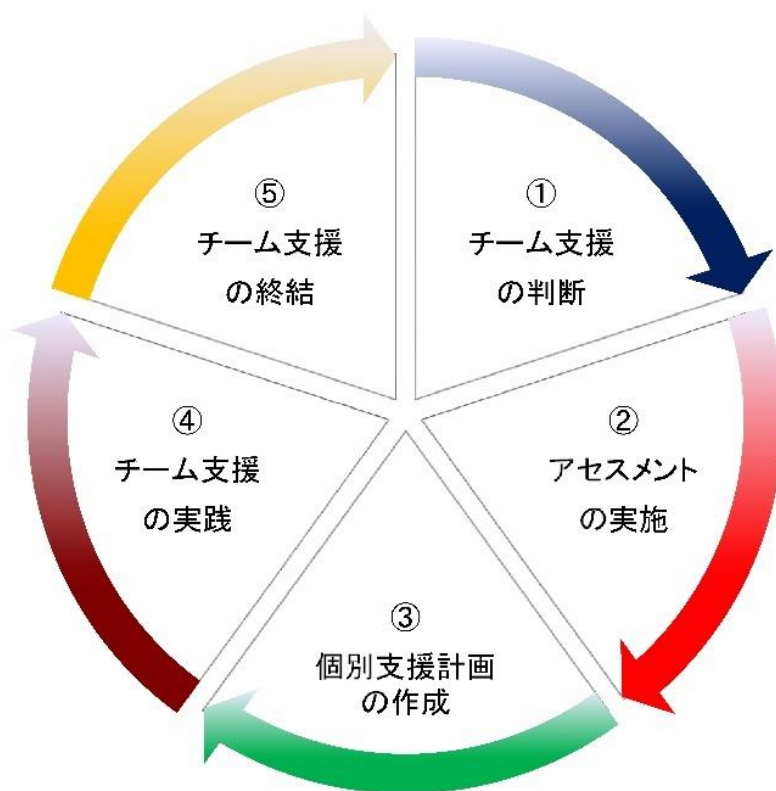 ①
チーム支援
の判断
②
アセスメント
の実施
③
個別支援計画
の作成
④
チーム支援
の実践
⑤
チーム支援
の終結